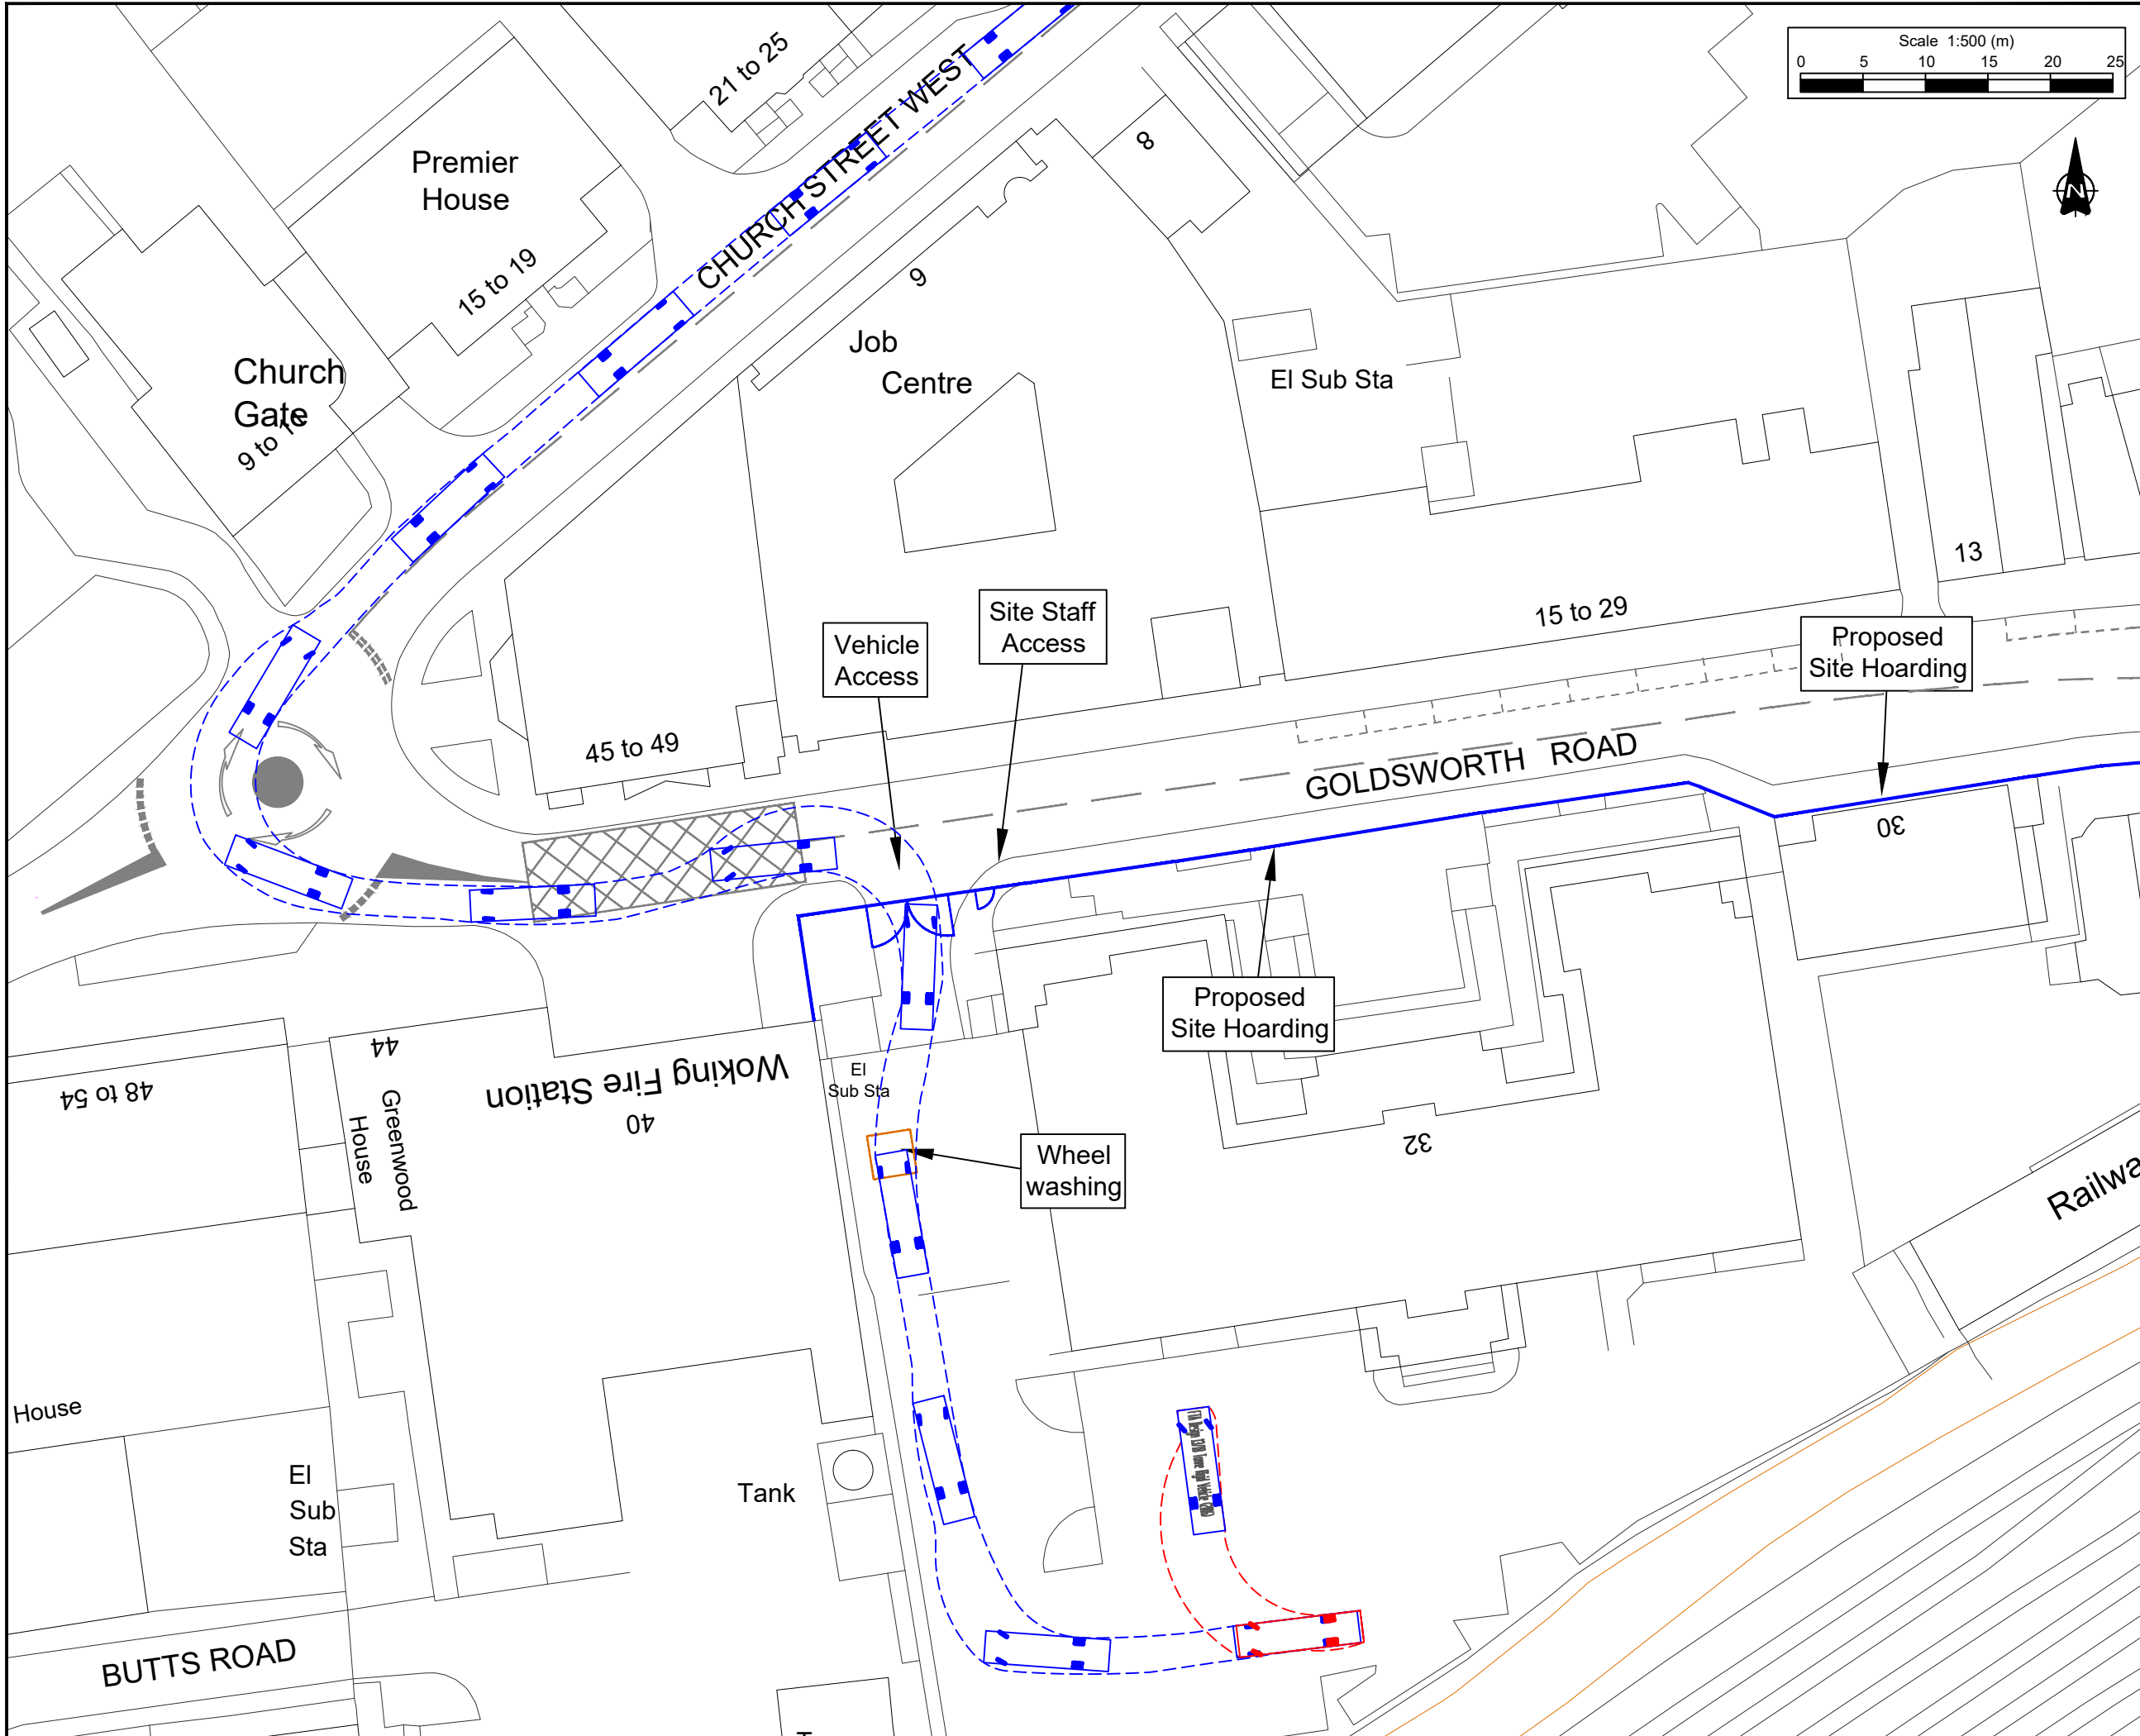 Scale 1:500 (m)
0 5 10 15 20 25
N
21 to 25
CHURCH STREET WEST
Premier
House
15 to 19
8
9
Job
Centre
Church
Gate
9 to
El Sub Sta
13
15 to 29
Site Staff
Access
Vehicle
Access
Proposed
Site Hoarding
45 to 49
GOLDSWORTH ROAD
30
Proposed
Site Hoarding
44
Greenwood
House
48 to 54
Woking Fire Station
40
El
Sub Sta
32
Wheel
washing
Railwa
House
El
Sub
Sta
Tank
BUTTS ROAD